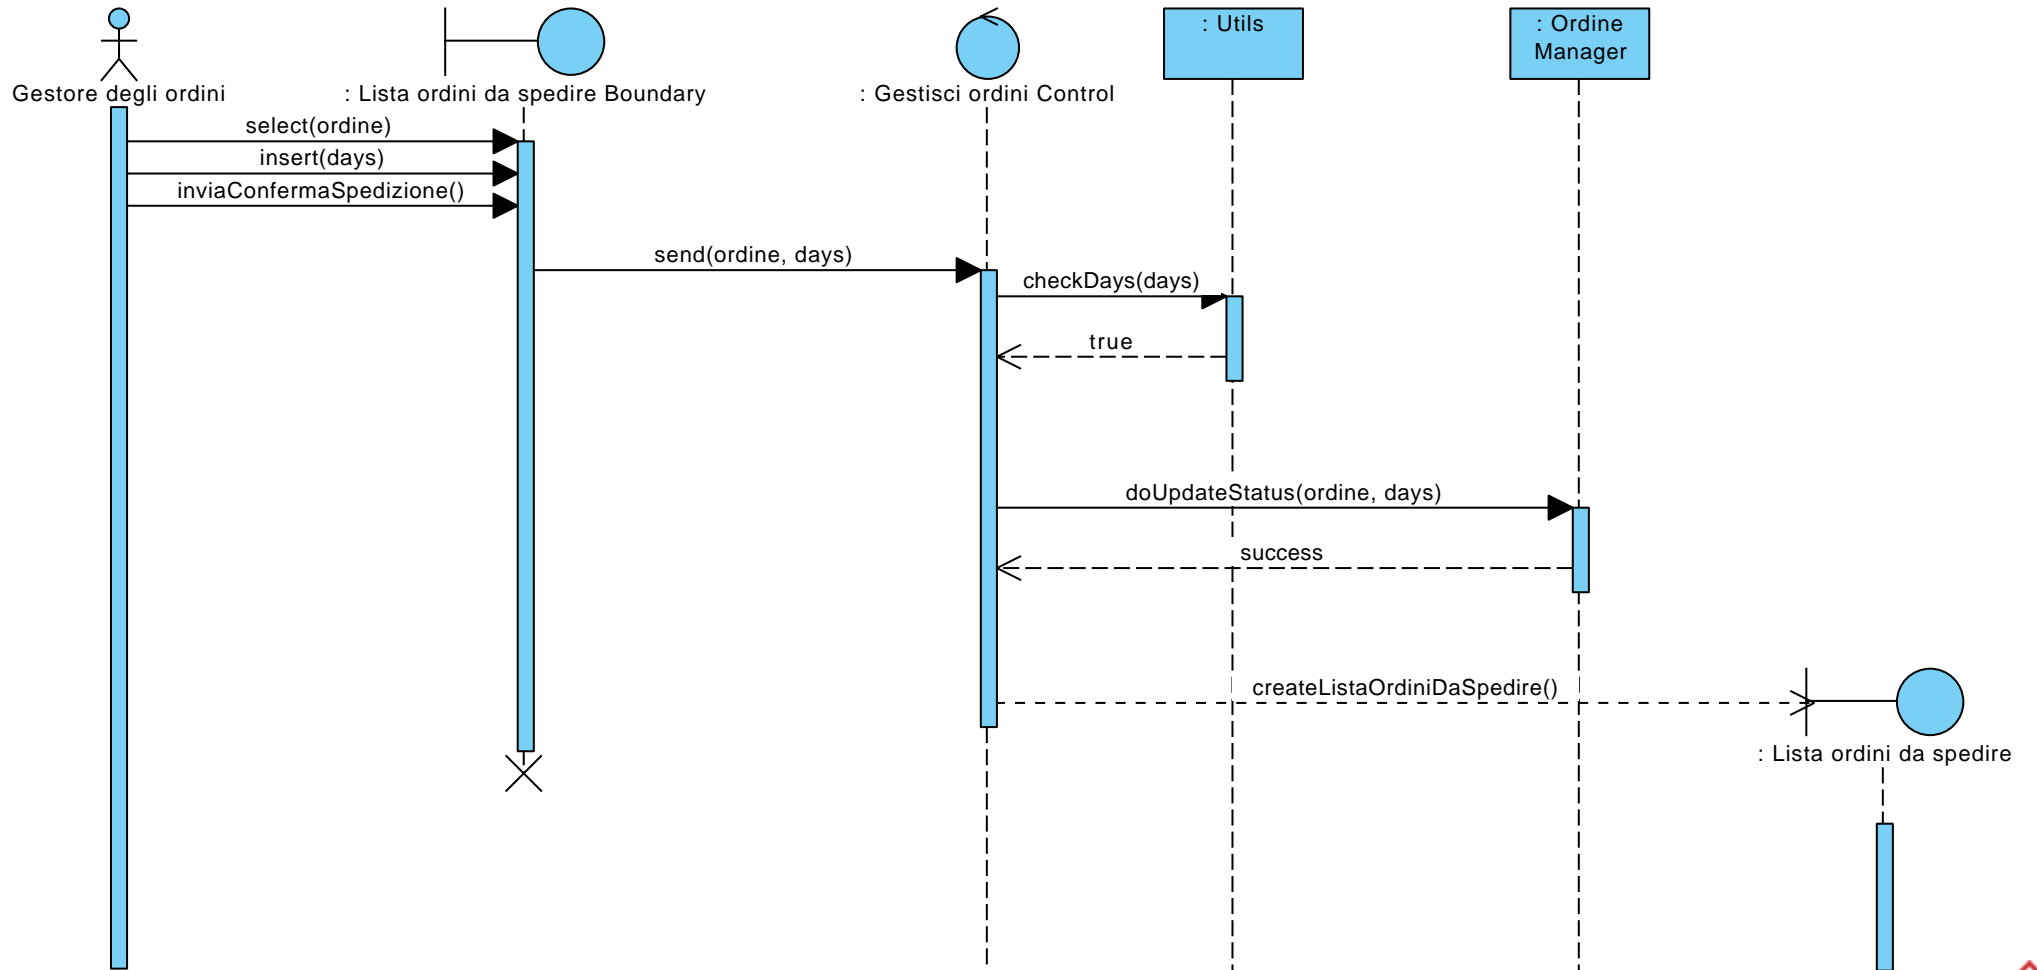 : Utils
: Ordine
Manager
Gestore degli ordini
: Lista ordini da spedire Boundary
: Gestisci ordini Control
select(ordine)
insert(days)
inviaConfermaSpedizione()
send(ordine, days)
checkDays(days)
true
doUpdateStatus(ordine, days)
success
createListaOrdiniDaSpedire()
: Lista ordini da spedire